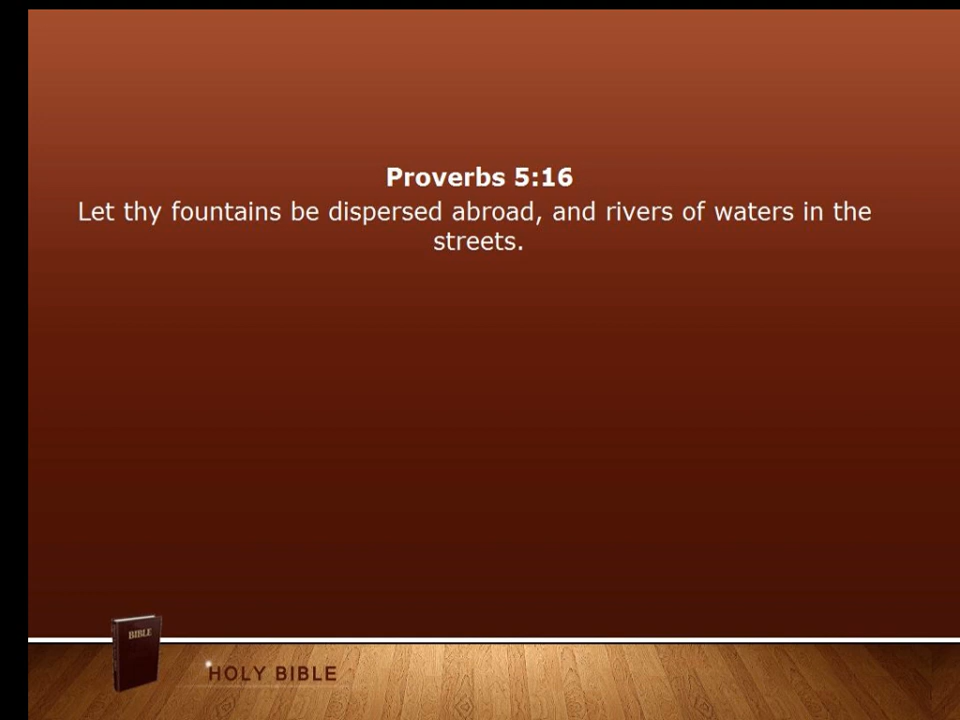 Proverbs 5:16
Let thy fountains be dispersed abroad, and rivers of waters in the
streets.
BIBLE
HOLY BIBLE